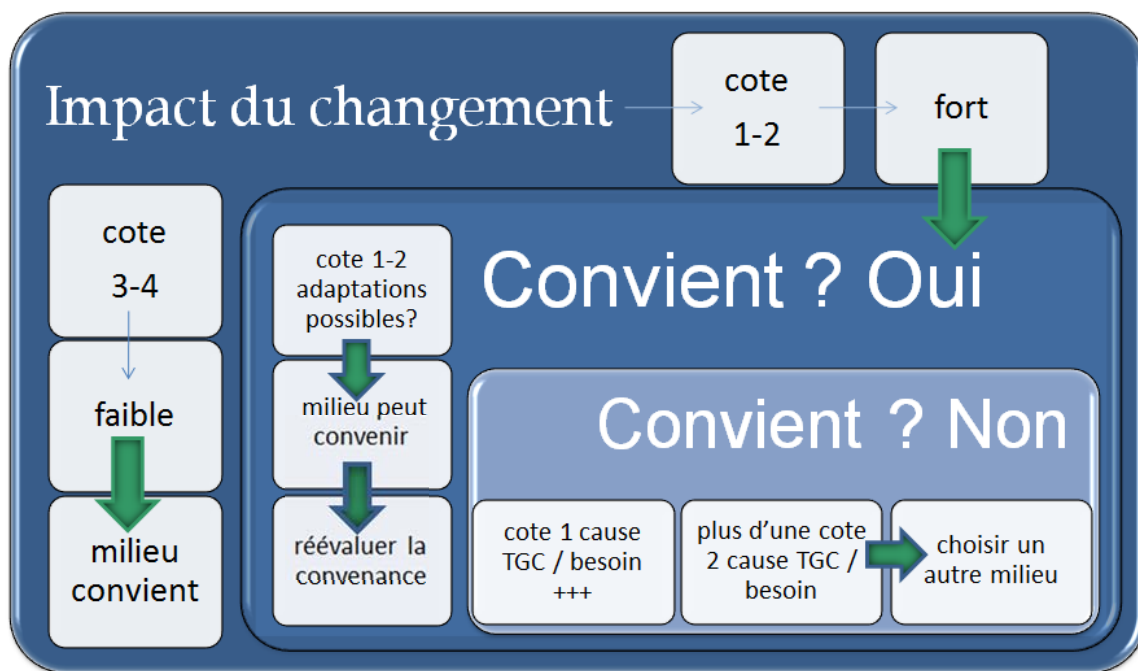 Impact du changement
cote
1-2
fort
cote
3-4
faible
milieu
convient
Convient ? Oui
cote 1-2
adaptations
possibles?
milieu peut
convenir
réévaluer la
convenance
Convient ? Non
cote 1 cause
TGC / besoin
+++
plus d’une cote
2 cause TGC /
besoin
choisir un
autre milieu